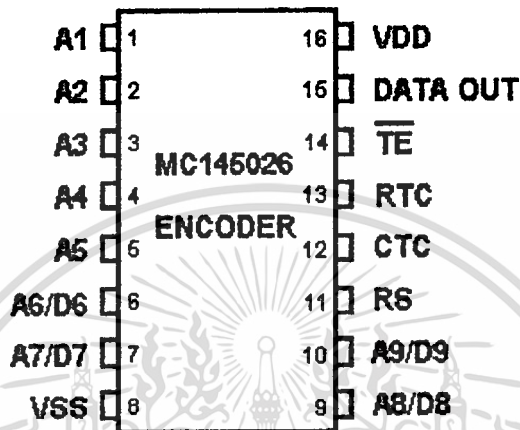 A1 1 16 VDD
A2 2 15 DATA OUT
A3 3 14 T̅E̅
MC145026
A4 4 13 RTC
ENCODER
A5 5 12 CTC
A6/D6 6 11 RS
A7/D7 7 10 A9/D9
VSS 8 9 A8/D8